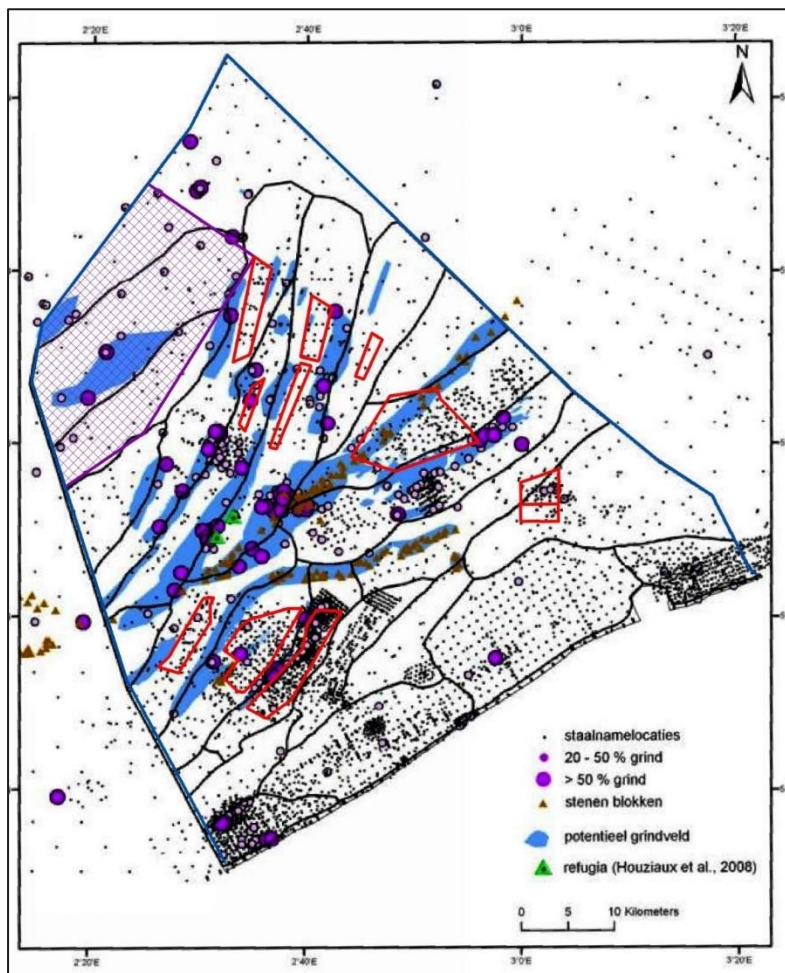 2°20'E 2°40'E 3°0'E 3°20'E
N
staalnamelocaties
20 - 50 % grind
> 50 % grind
stenen blokken
potentieel grindveld
refugia (Houziaux et al., 2008)
0 5 10 Kilometers
2°20'E 2°40'E 3°0'E 3°20'E